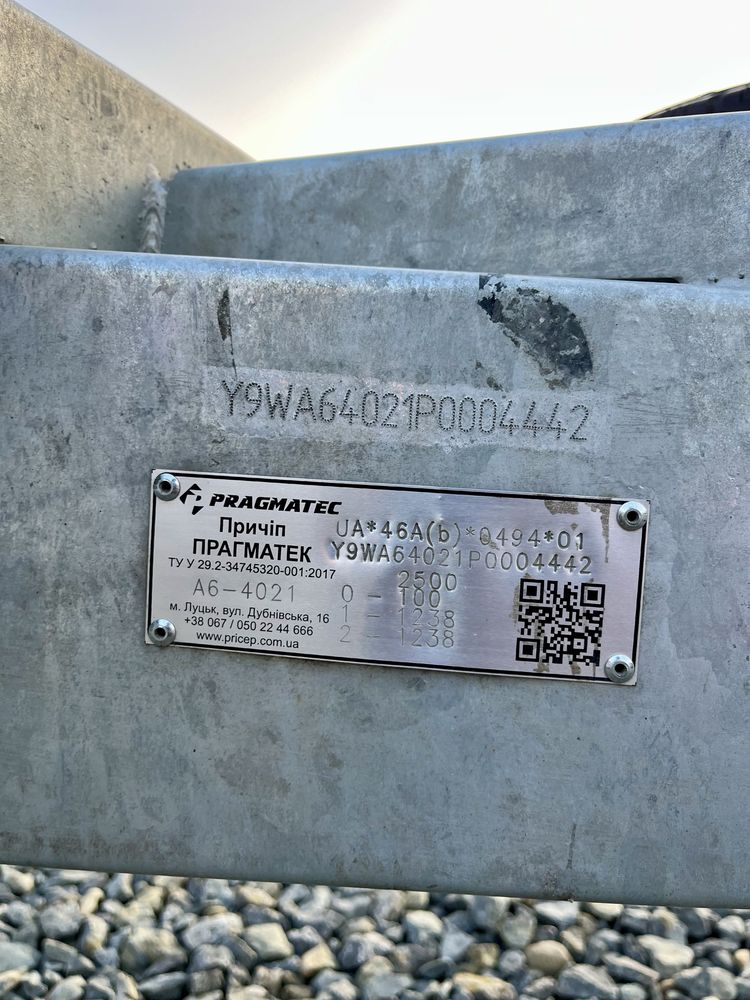 Y9WA64021P0004442
PRAGMATEC
Причіп
ПРАГМАТЕК
ТУ У 29.2-34745320-001:2017
A6-4021
м. Луцьк, вул. Дубнівська, 16
+38 067 / 050 22 44 666
www.pricep.com.ua
UA*46A(b)*0494*01
Y9WA64021P0004442
2500
0 - 100
1 - 1238
2 - 1238